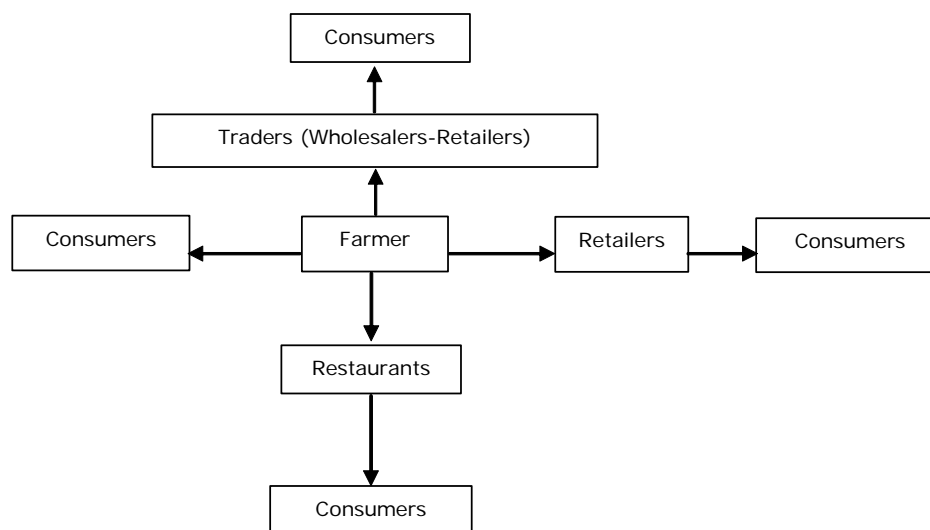 Consumers
Traders (Wholesalers-Retailers)
Consumers
Farmer
Retailers
Consumers
Restaurants
Consumers